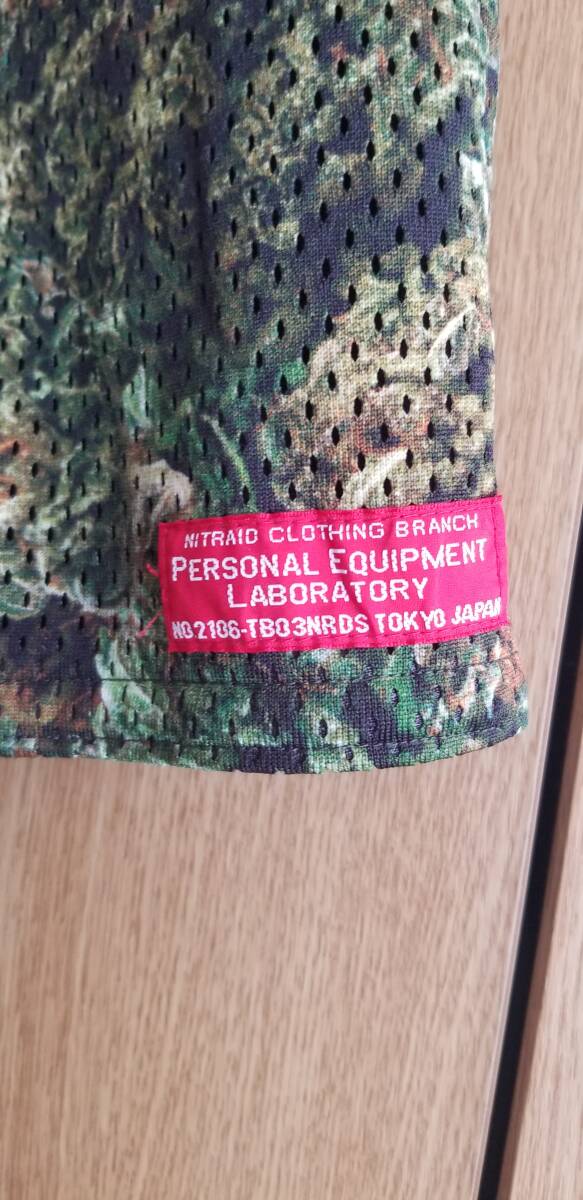 NITRAID CLOTHING BRANCH
PERSONAL EQUIPMENT
LABORATORY
NO2106-TB03NRDS TOKYO JAPAN